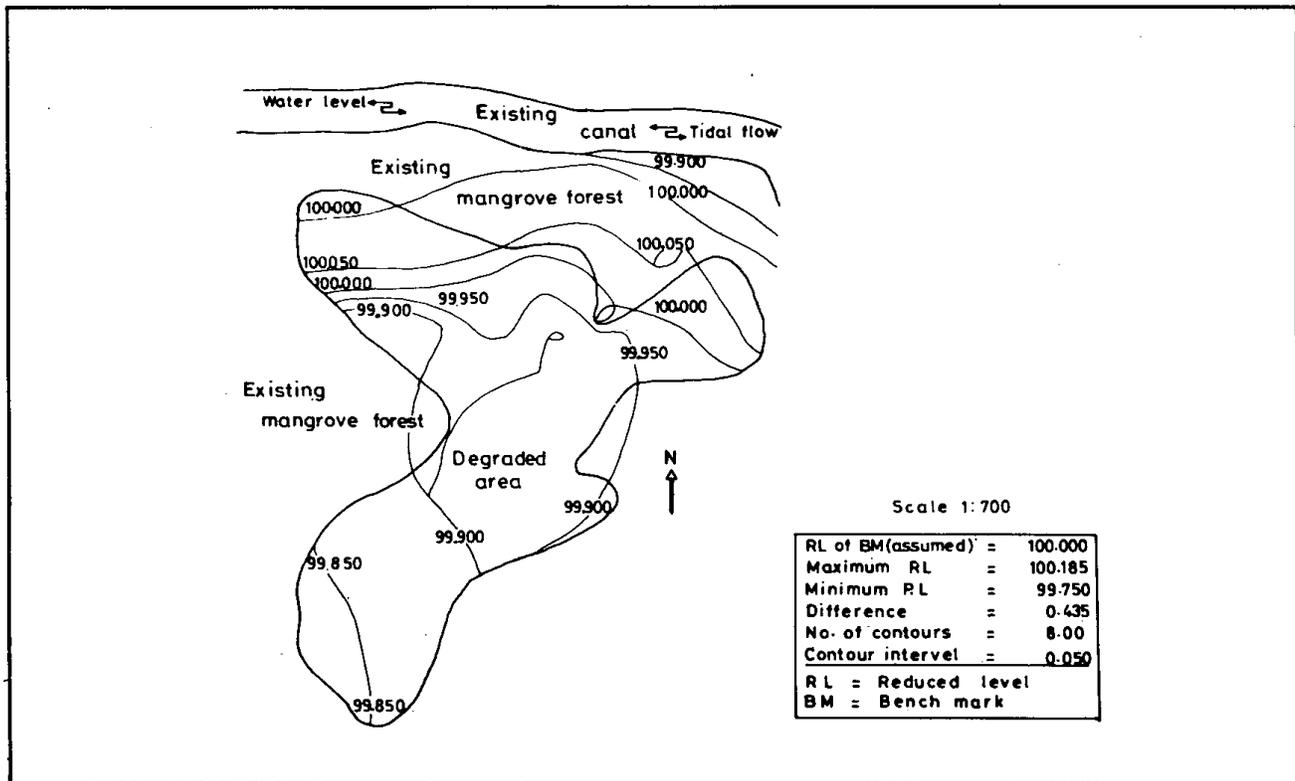 Water level
Existing
canal
Tidal flow
99.900
Existing
100.000
mangrove forest
100.000
100.050
100.050
100.000
99.950
100.000
99.900
99.950
Existing
mangrove forest
Degraded
area
N
99.900
Scale 1:700
99.900
99.850
99.850
RL of BM(assumed) = 100.000
Maximum RL = 100.185
Minimum RL = 99.750
Difference = 0.435
No. of contours = 8.00
Contour intervel = 0.050
RL = Reduced level
BM = Bench mark